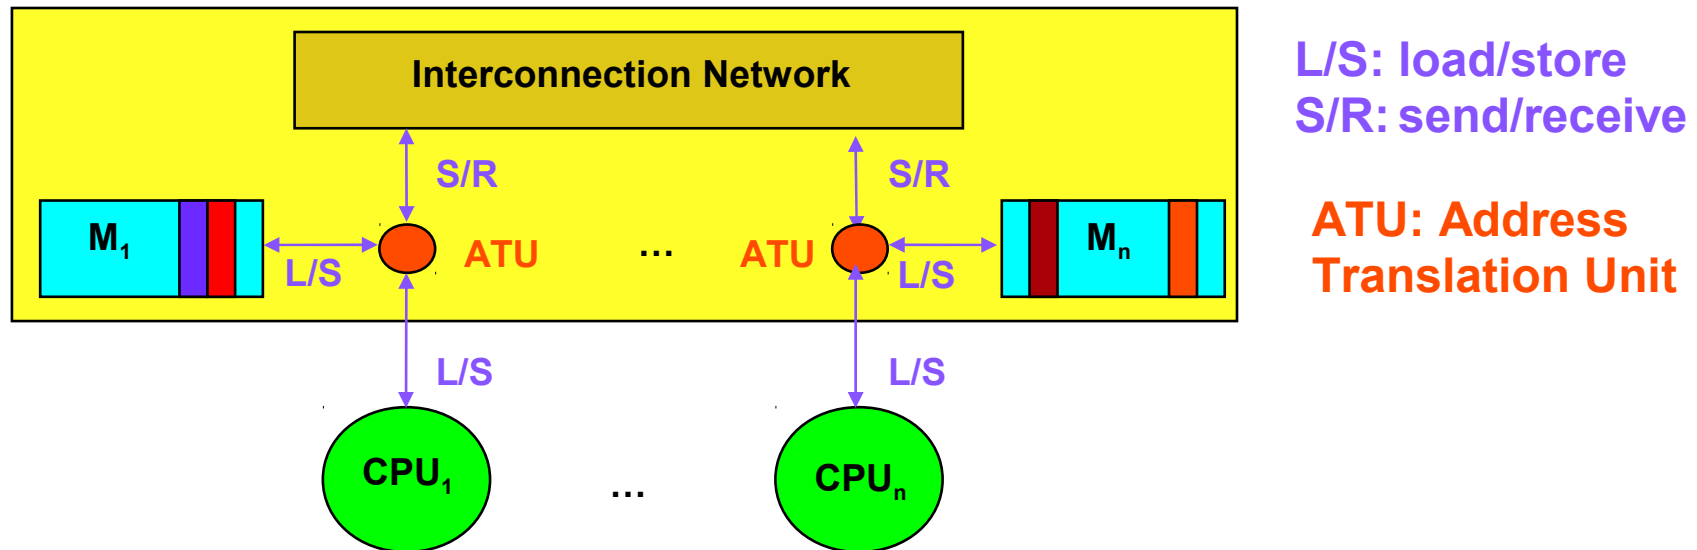 Interconnection Network
L/S: load/store
S/R: send/receive
S/R
S/R
M₁
L/S
ATU
...
ATU
L/S
Mₙ
ATU: Address
Translation Unit
L/S
L/S
CPU₁
...
CPUₙ